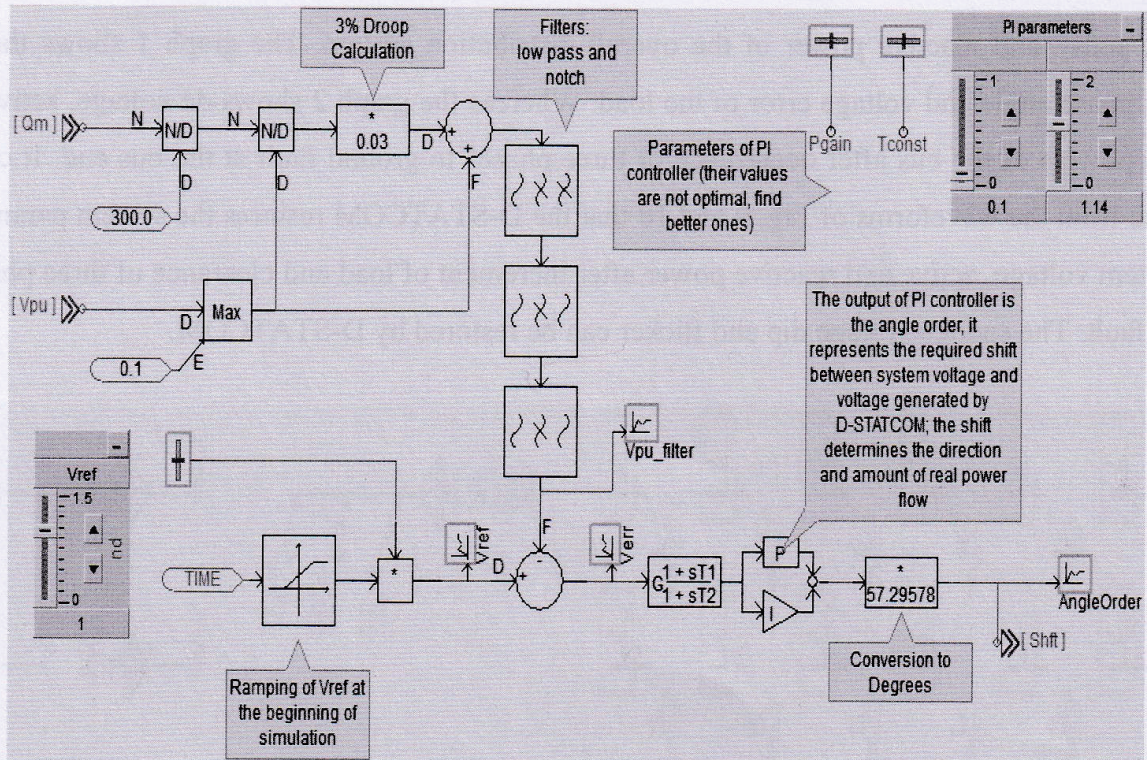 3% Droop
Calculation
Filters:
low pass and
notch
PI parameters
1
2
0
0
0.1
1.14
Pgain
Tconst
[ Qm ]
N
N/D
N
N/D
*
0.03
D
+
+
D
D
F
300.0
Parameters of PI
controller (their values
are not optimal, find
better ones)
[ Vpu ]
D
Max
0.1
E
The output of PI controller is
the angle order, it
represents the required shift
between system voltage and
voltage generated by
D-STATCOM; the shift
determines the direction
and amount of real power
flow
Vpu_filter
Vref
1.5
pu
0
1
TIME
*
Vref
D
+
F
-
Verr
G
1 + sT1
1 + sT2
P
I
*
57.29578
AngleOrder
[ Shft ]
Ramping of Vref at
the beginning of
simulation
Conversion to
Degrees